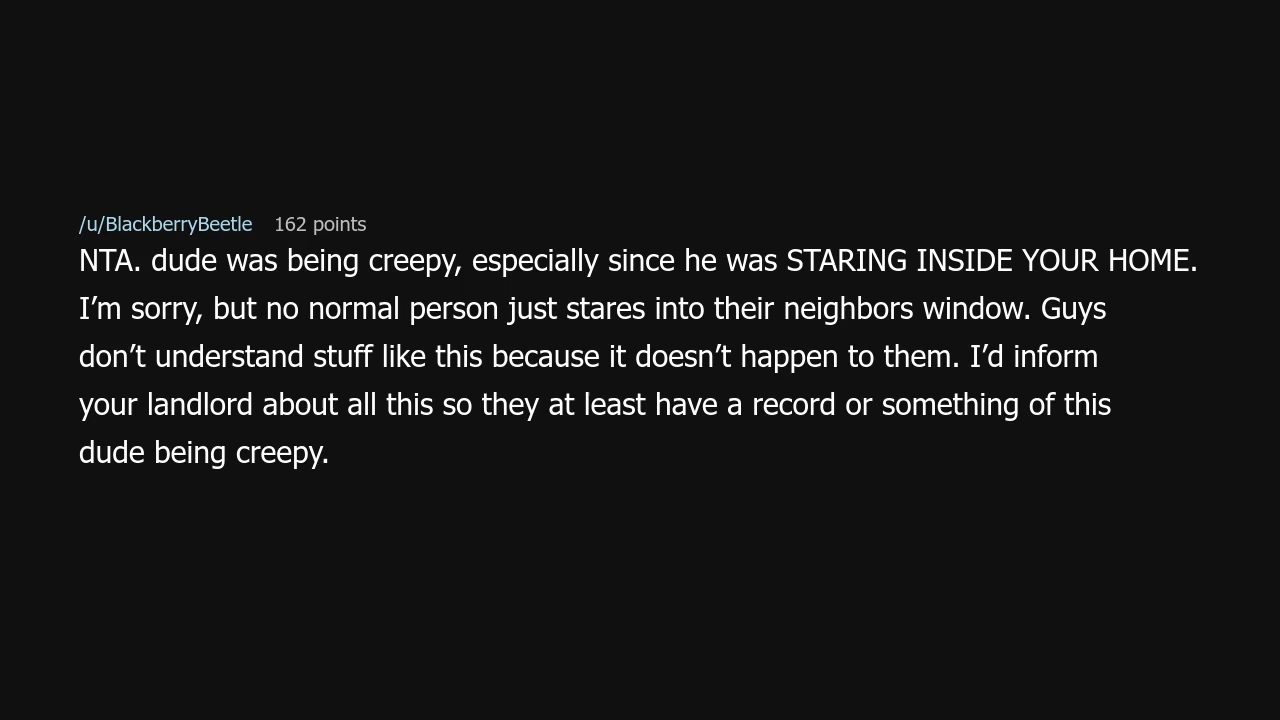 /u/BlackberryBeetle 162 points
NTA. dude was being creepy, especially since he was STARING INSIDE YOUR HOME.
I’m sorry, but no normal person just stares into their neighbors window. Guys
don’t understand stuff like this because it doesn’t happen to them. I’d inform
your landlord about all this so they at least have a record or something of this
dude being creepy.